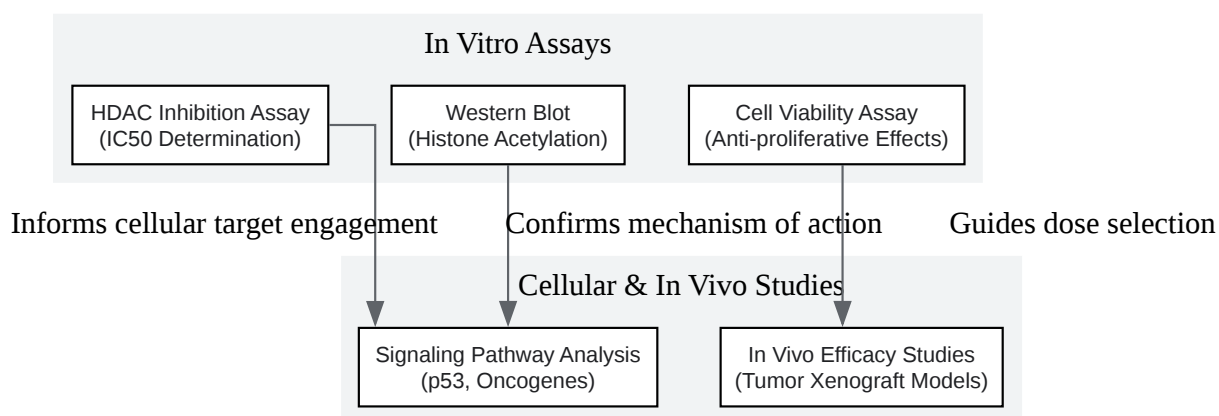 In Vitro Assays
HDAC Inhibition Assay
(IC50 Determination)
Western Blot
(Histone Acetylation)
Cell Viability Assay
(Anti-proliferative Effects)
Informs cellular target engagement
Confirms mechanism of action
Guides dose selection
Cellular & In Vivo Studies
Signaling Pathway Analysis
(p53, Oncogenes)
In Vivo Efficacy Studies
(Tumor Xenograft Models)